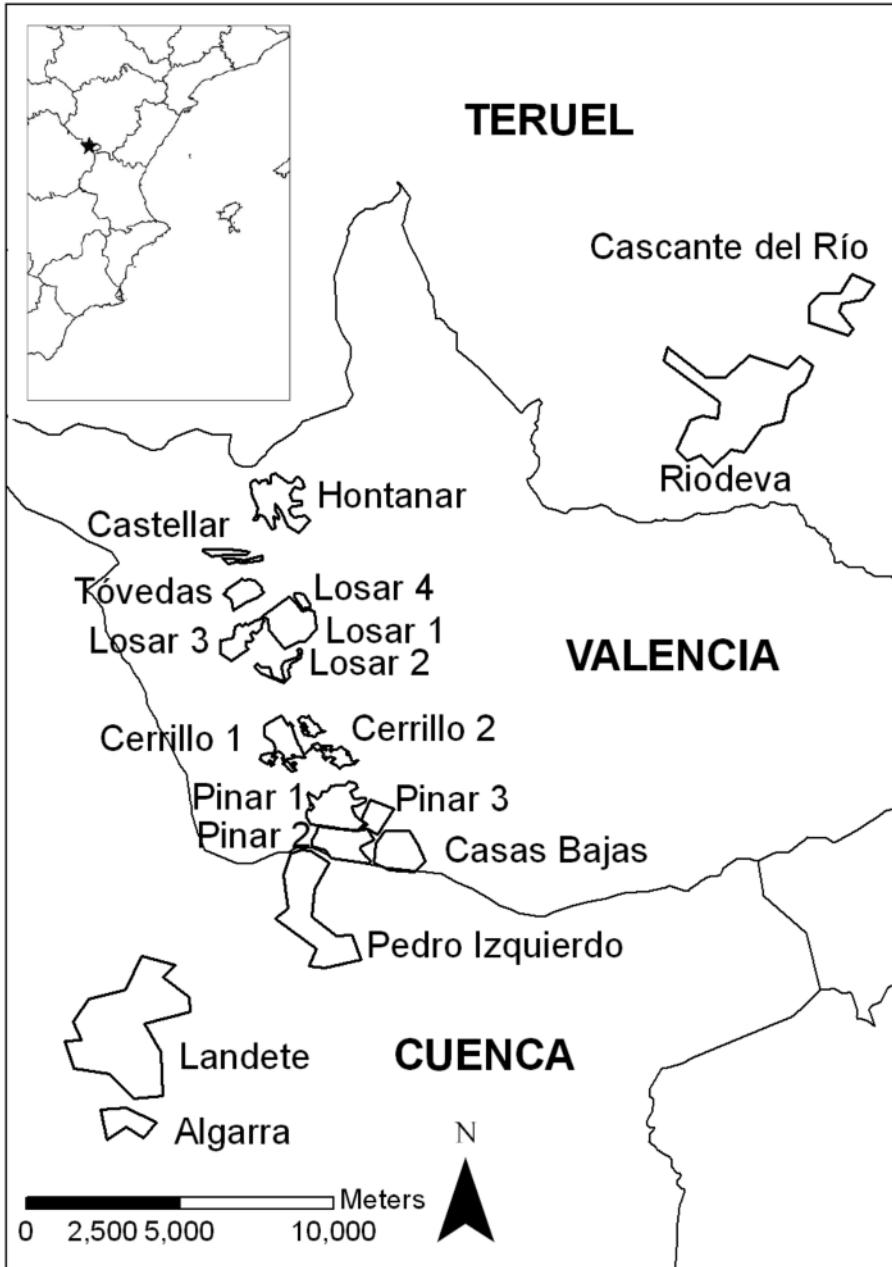 TERUEL
Cascante del Río
Riodeva
Hontanar
Castellar
Tóvedas
Losar 4
Losar 1
Losar 3
Losar 2
VALENCIA
Cerrillo 1
Cerrillo 2
Pinar 1
Pinar 3
Pinar 2
Casas Bajas
Pedro Izquierdo
Landete
CUENCA
Algarra
N
Meters
0 2,500 5,000 10,000